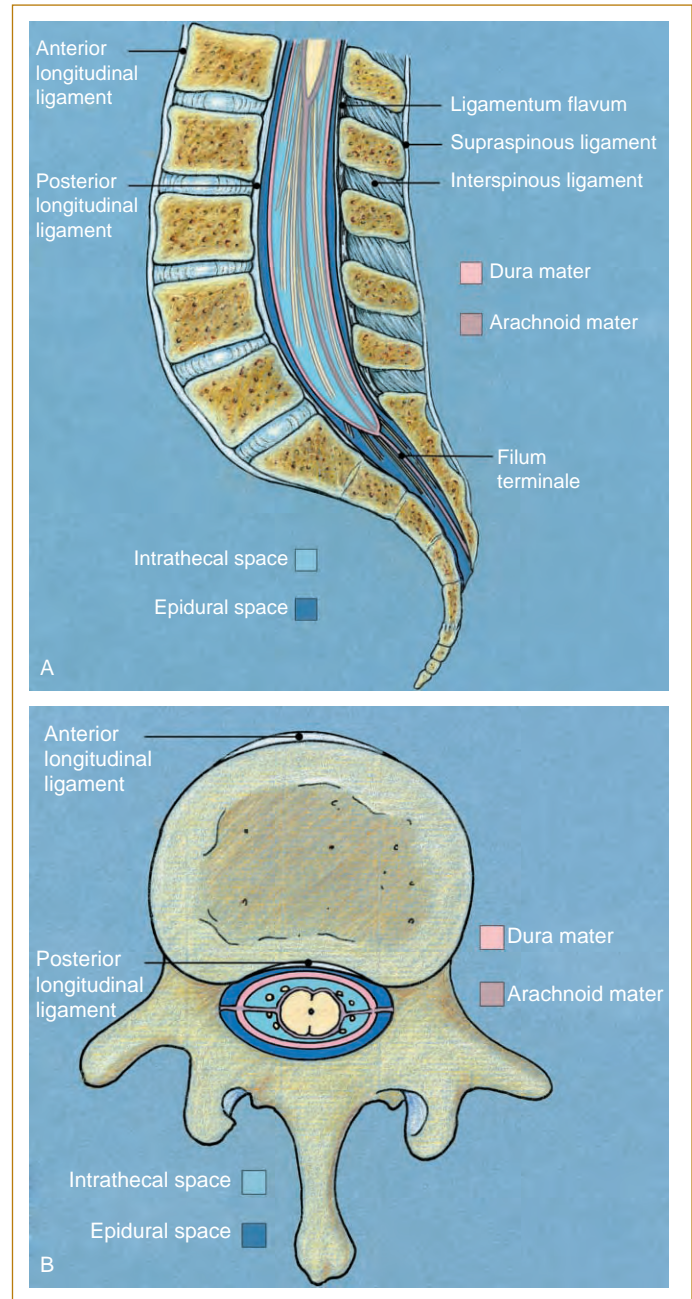 Anterior
longitudinal
ligament
Ligamentum flavum
Supraspinous ligament
Posterior
longitudinal
ligament
Interspinous ligament
Dura mater
Arachnoid mater
Filum
terminale
Intrathecal space
Epidural space
A
Anterior
longitudinal
ligament
Dura mater
Posterior
longitudinal
ligament
Arachnoid mater
Intrathecal space
Epidural space
B